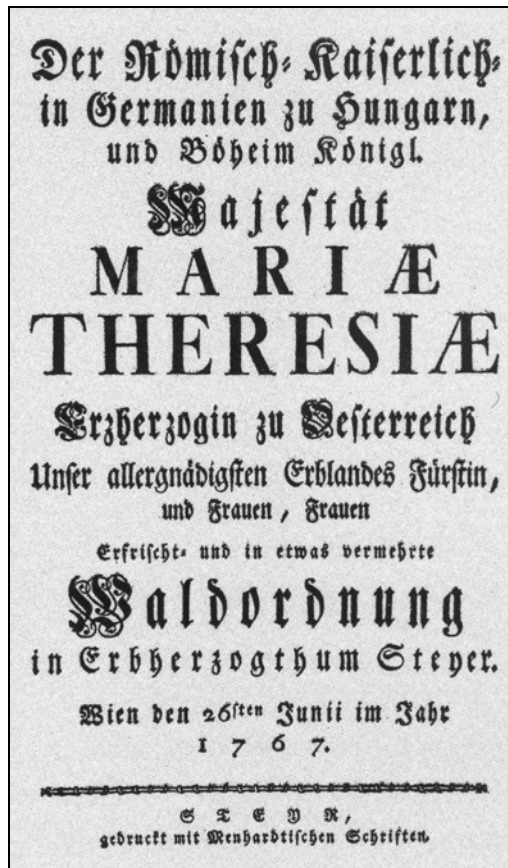 Der Römisch-Kaiserlich-
in Germanien zu Hungarn,
und Böheim Königl.
Majestät
MARIÆ
THERESIÆ
Erzherzogin zu Oesterreich
Unser allergnädigsten Erblandes Fürstin,
und Frauen, Frauen
Erfrischt- und in etwas vermehrte
Waldordnung
in Erbherzogthum Steyer.
Wien den 26sten Junii im Jahr
1767.
STEYR,
gedruckt mit Menhardtischen Schriften.